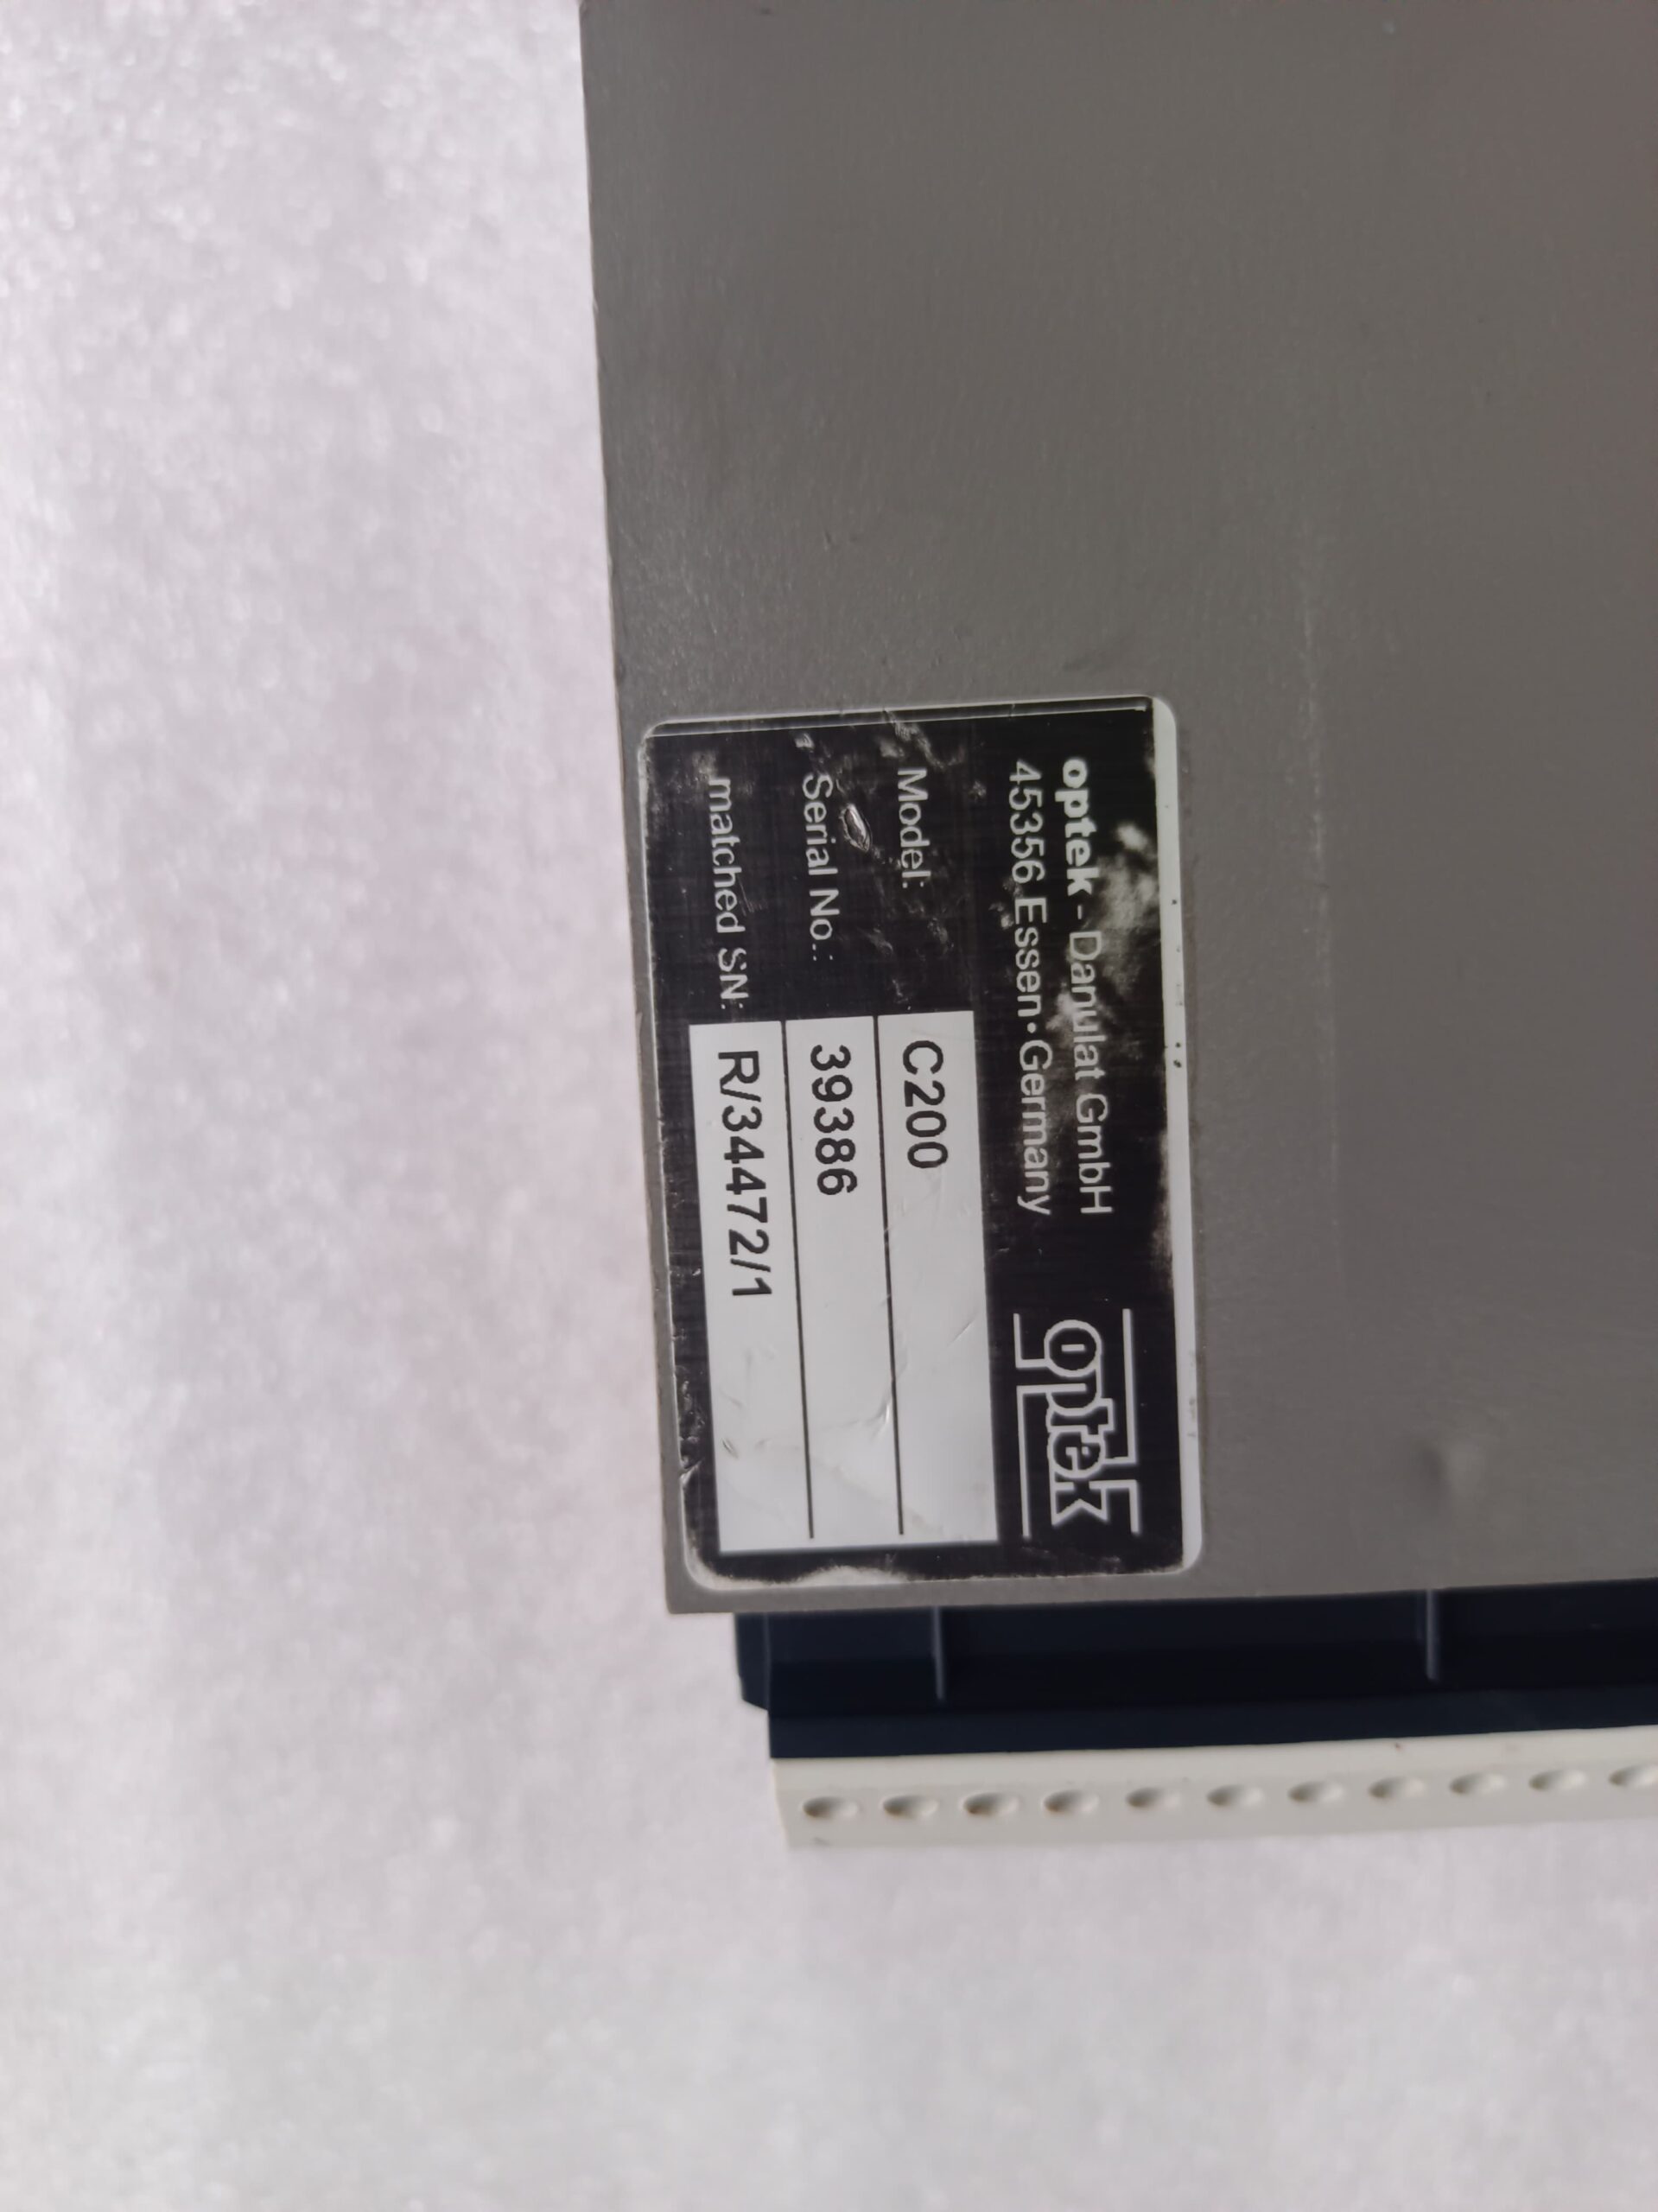 optek - Danulat GmbH
45356 Essen•Germany
optek
Model: C200
Serial No.: 39386
matched SN: R/34472/1